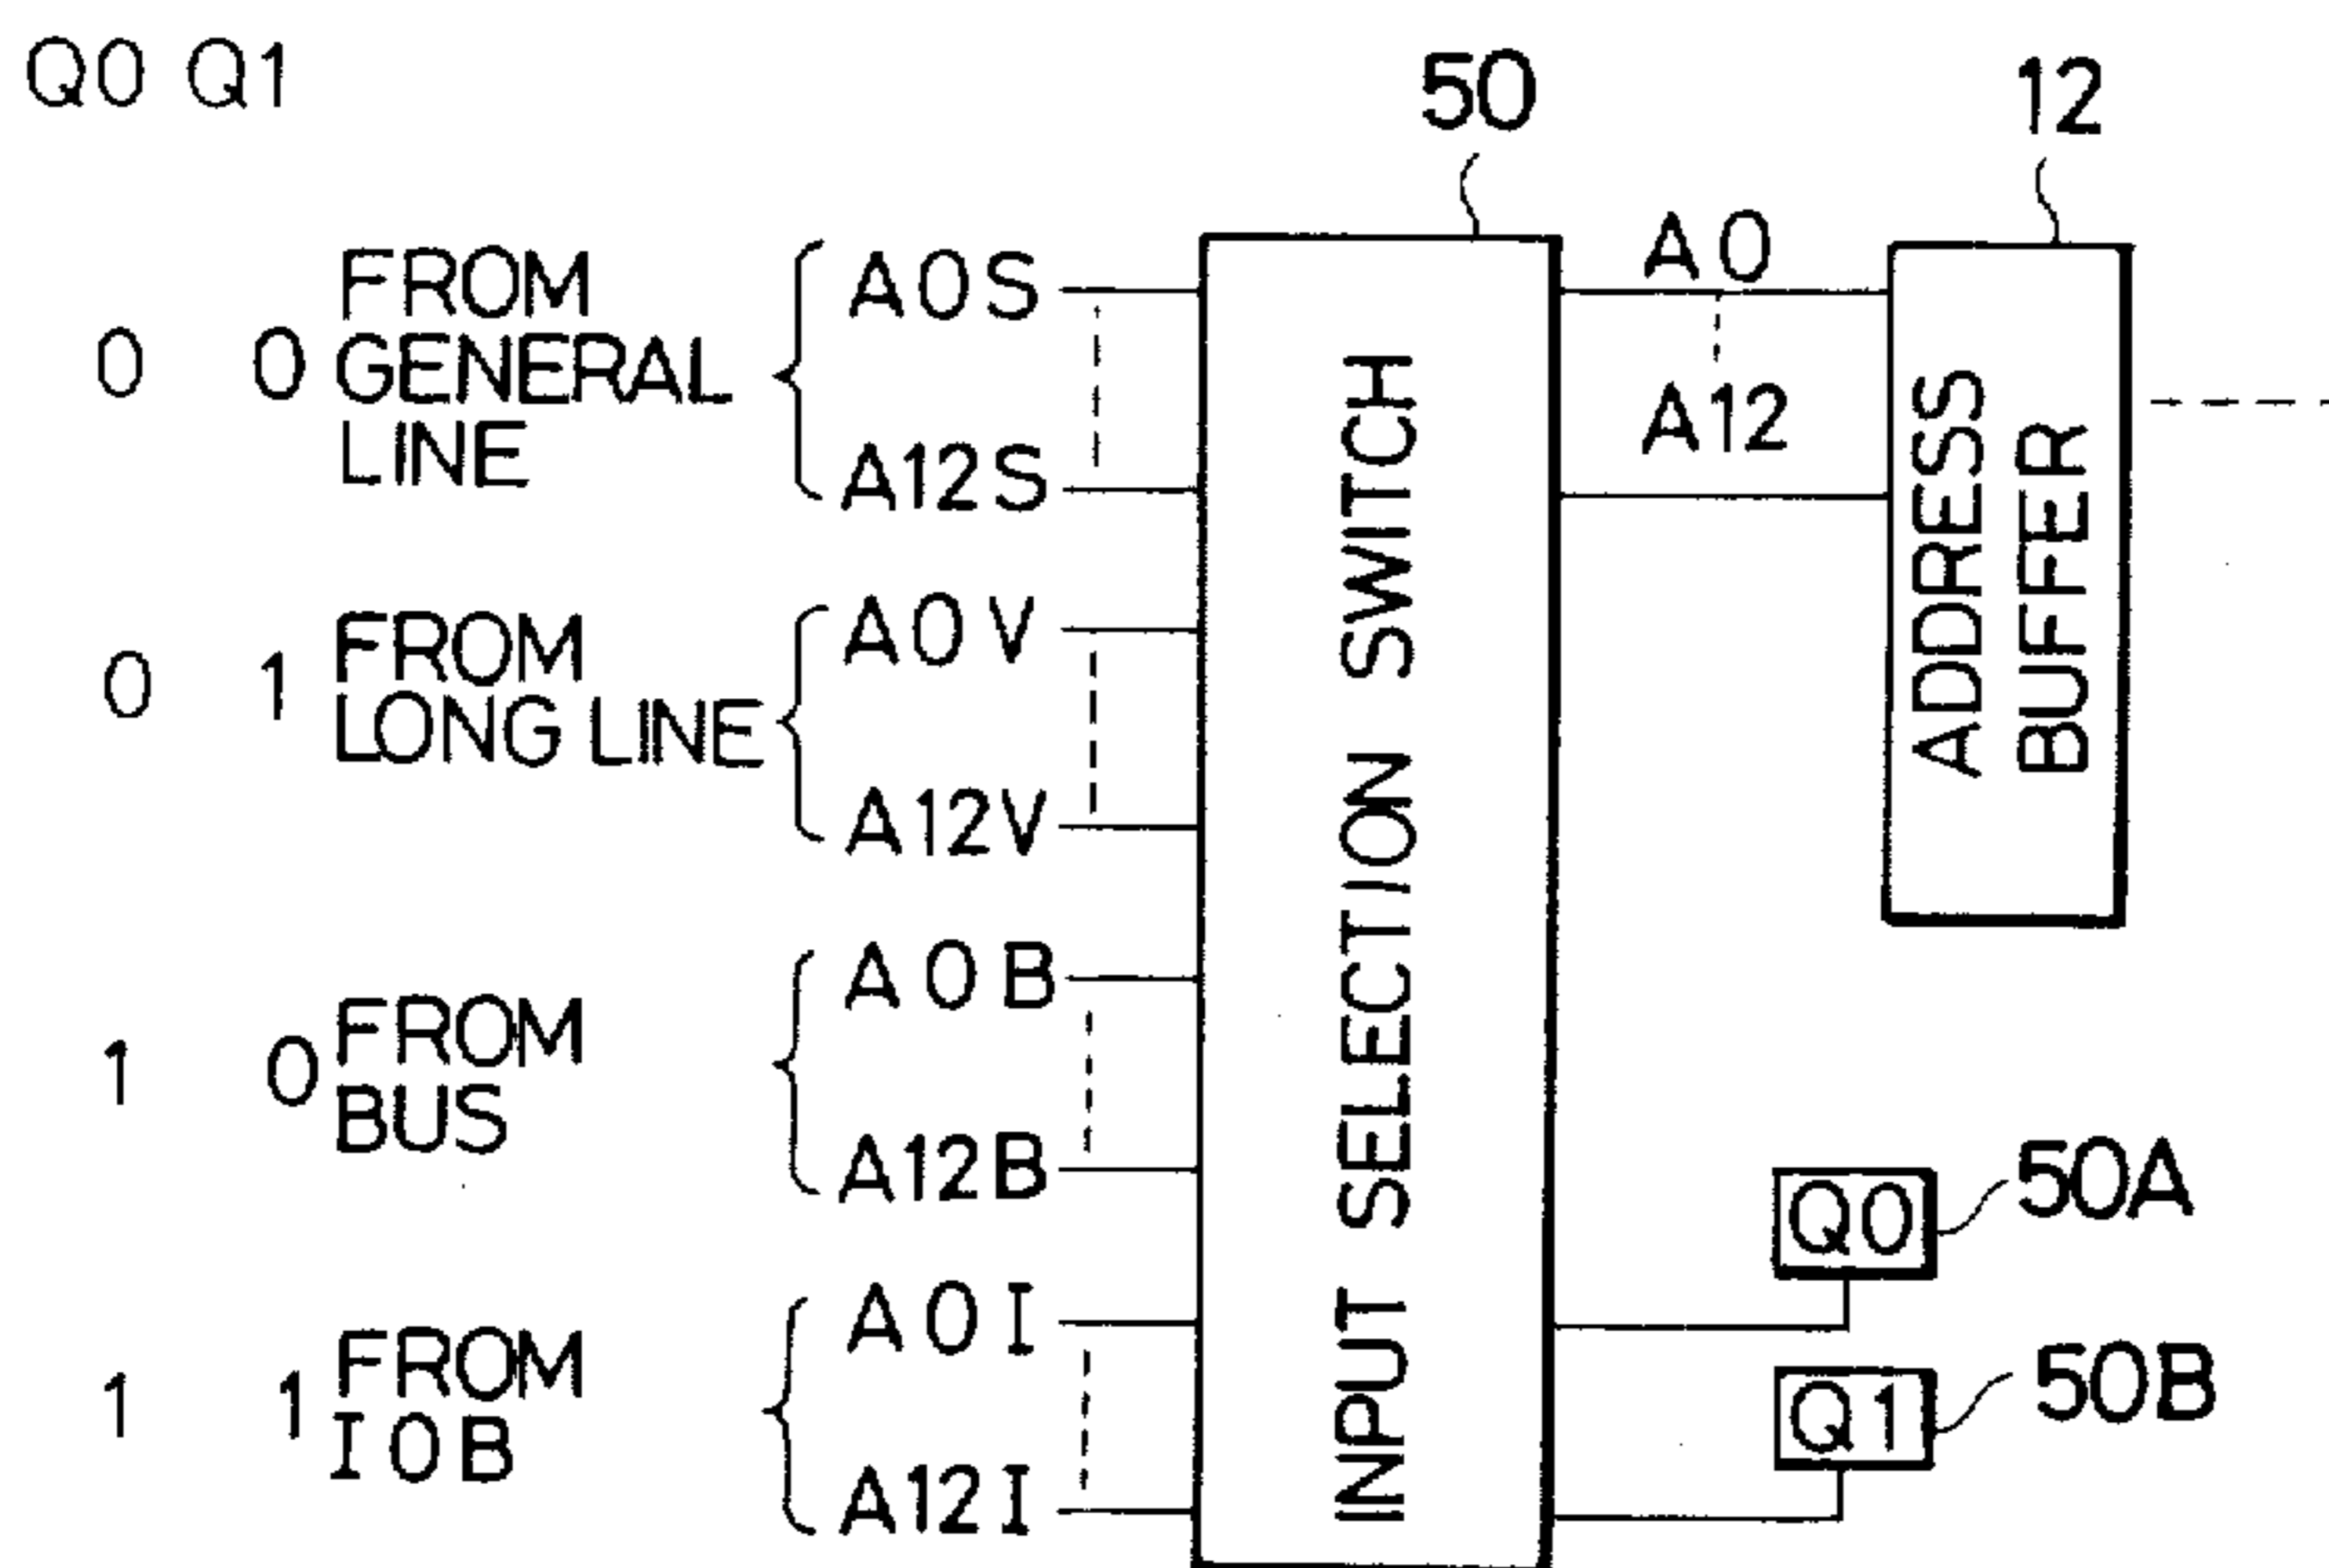 Q0 Q1
50
12
FROM
0 0 GENERAL
LINE
A0S
A12S
A0
A12
0 1 FROM
LONG LINE
A0V
A12V
1 0 FROM
BUS
A0B
A12B
1 1 FROM
IOB
A0I
A12I
INPUT SELECTION SWITCH
ADDRESS
BUFFER
Q0
50A
Q1
50B